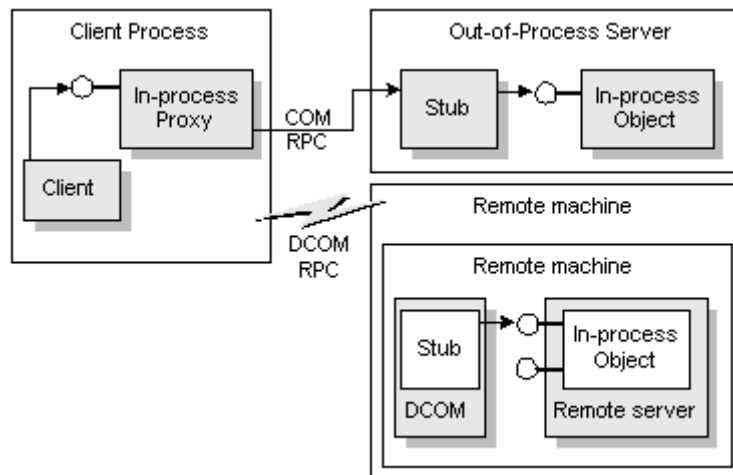 Client Process
In-process
Proxy
Client
COM
RPC
DCOM
RPC
Out-of-Process Server
Stub
In-process
Object
Remote machine
Remote machine
Stub
DCOM
In-process
Object
Remote server